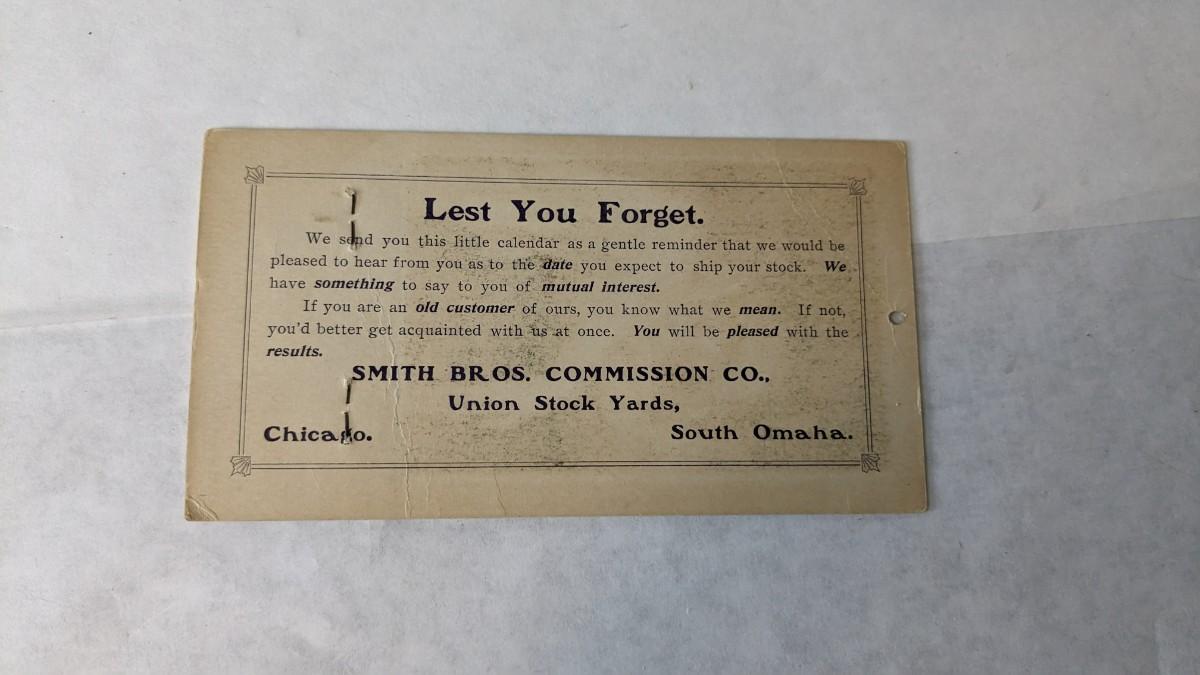 Lest You Forget.
We send you this little calendar as a gentle reminder that we would be
pleased to hear from you as to the date you expect to ship your stock. We
have something to say to you of mutual interest.
If you are an old customer of ours, you know what we mean. If not,
you'd better get acquainted with us at once. You will be pleased with the
results.
SMITH BROS. COMMISSION CO.,
Union Stock Yards,
Chicago. South Omaha.